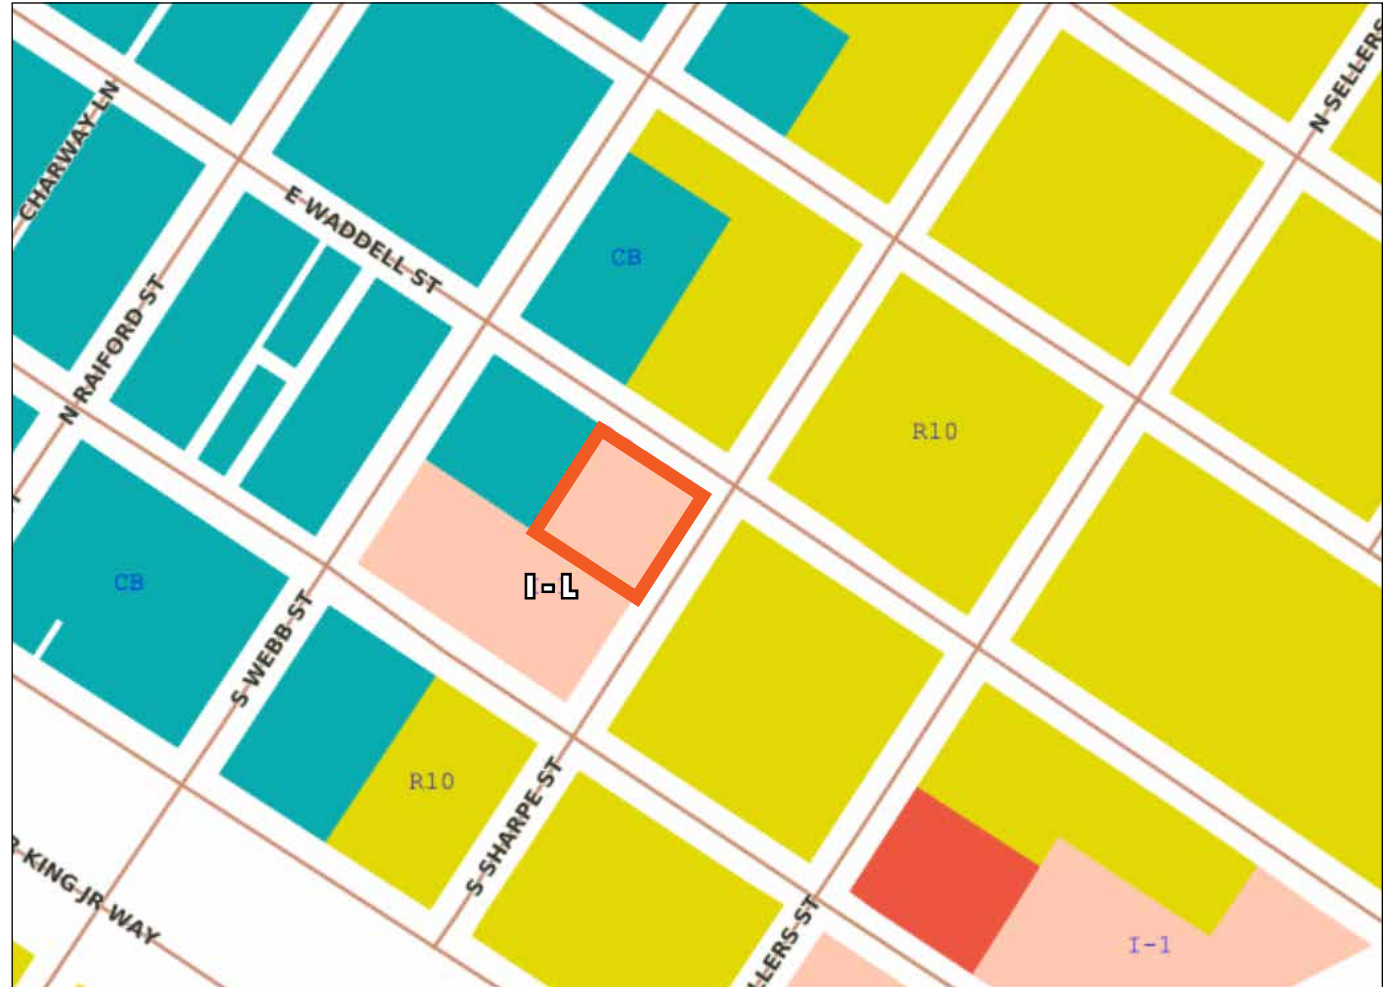 N SELLERS
CHARWAY LN
E WADDELL ST
CB
N RAIFORD ST
R10
I-L
CB
S WEBB ST
R10
S SHARPE ST
R KING JR WAY
LLERS ST
I-1